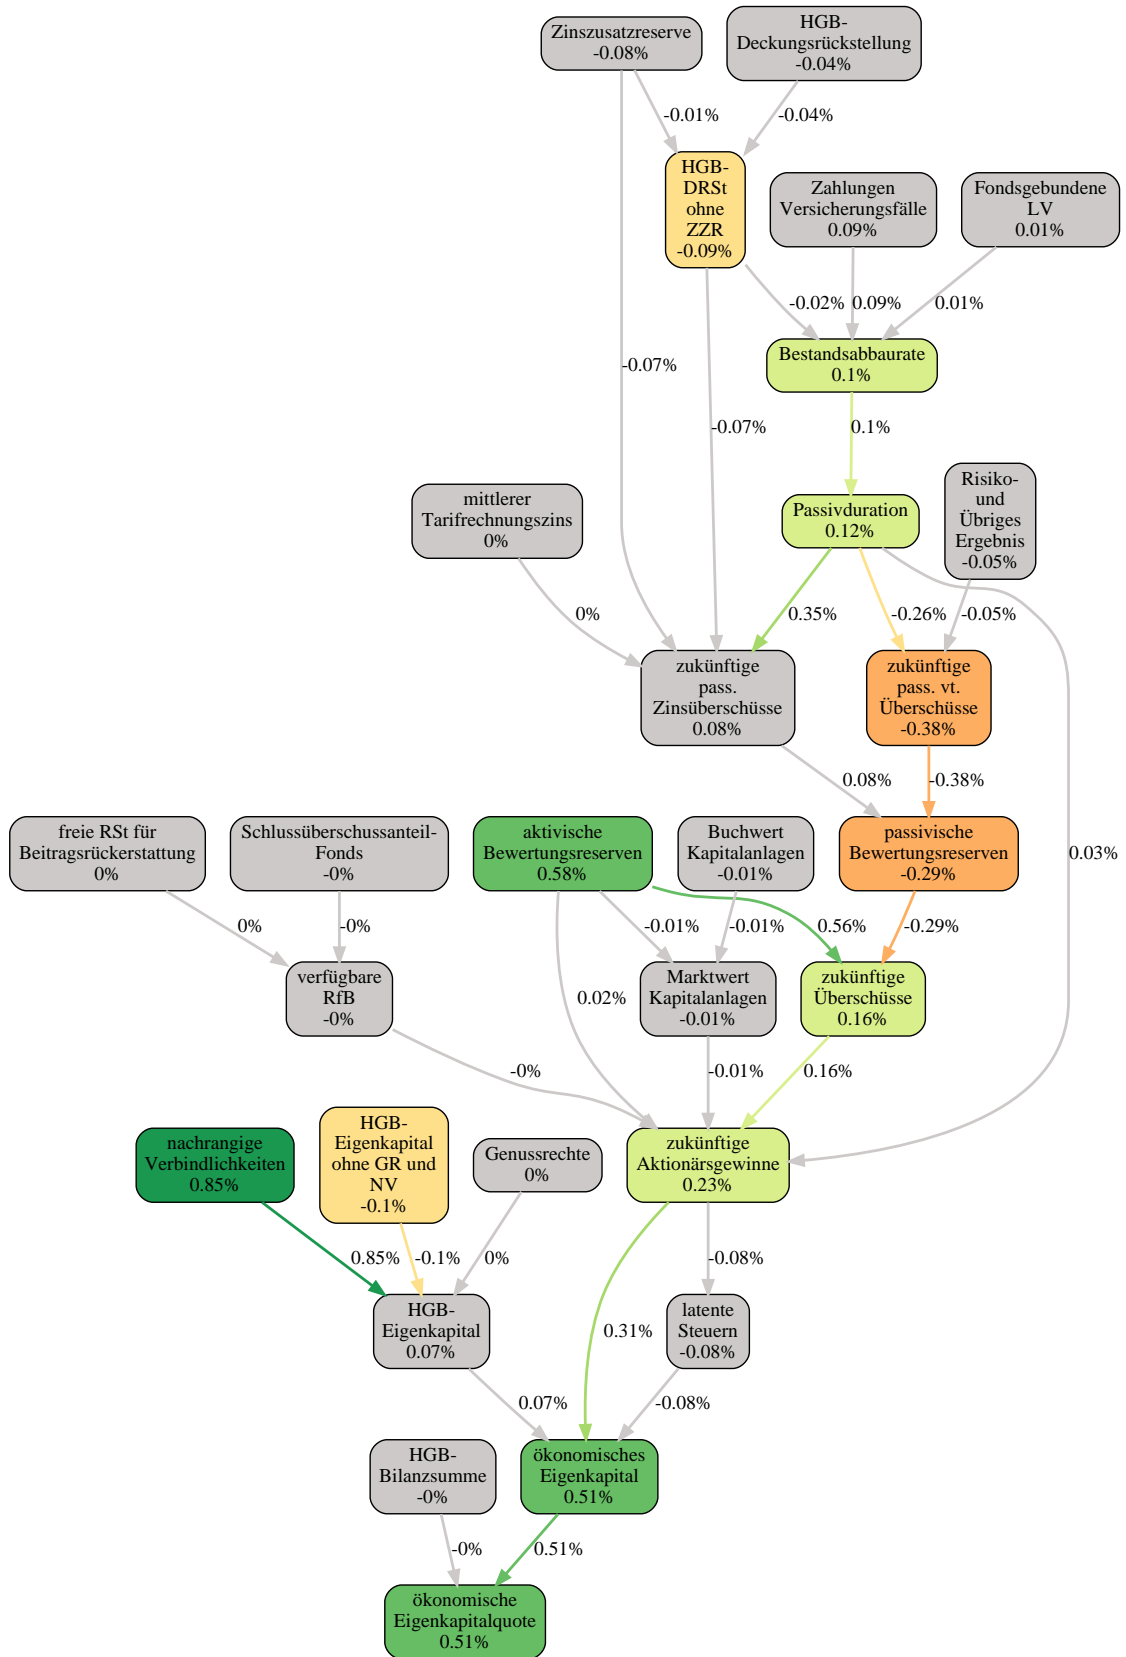 Zinszusatzreserve
-0.08%
HGB-
Deckungsrückstellung
-0.04%
-0.01%
-0.04%
HGB-
DRSt
ohne
ZZR
-0.09%
Zahlungen
Versicherungsfälle
0.09%
Fondsgebundene
LV
0.01%
-0.02%
0.09%
0.01%
Bestandsabbaurate
0.1%
-0.07%
-0.07%
0.1%
mittlerer
Tarifrechnungszins
0%
Passivduration
0.12%
Risiko-
und
Übriges
Ergebnis
-0.05%
0%
0.35%
-0.26%
-0.05%
zukünftige
pass.
Zinsüberschüsse
0.08%
zukünftige
pass. vt.
Überschüsse
-0.38%
0.08%
-0.38%
freie RSt für
Beitragsrückerstattung
0%
Schlussüberschussanteil-
Fonds
-0%
aktivische
Bewertungsreserven
0.58%
Buchwert
Kapitalanlagen
-0.01%
passivische
Bewertungsreserven
-0.29%
0.03%
0%
-0%
-0.01%
-0.01%
0.56%
-0.29%
verfügbare
RfB
-0%
0.02%
Marktwert
Kapitalanlagen
-0.01%
zukünftige
Überschüsse
0.16%
-0%
-0.01%
0.16%
nachrangige
Verbindlichkeiten
0.85%
HGB-
Eigenkapital
ohne GR und
NV
-0.1%
Genussrechte
0%
zukünftige
Aktionärsgewinne
0.23%
0.85%
-0.1%
0%
-0.08%
HGB-
Eigenkapital
0.07%
0.31%
latente
Steuern
-0.08%
0.07%
-0.08%
HGB-
Bilanzsumme
-0%
ökonomisches
Eigenkapital
0.51%
-0%
0.51%
ökonomische
Eigenkapitalquote
0.51%